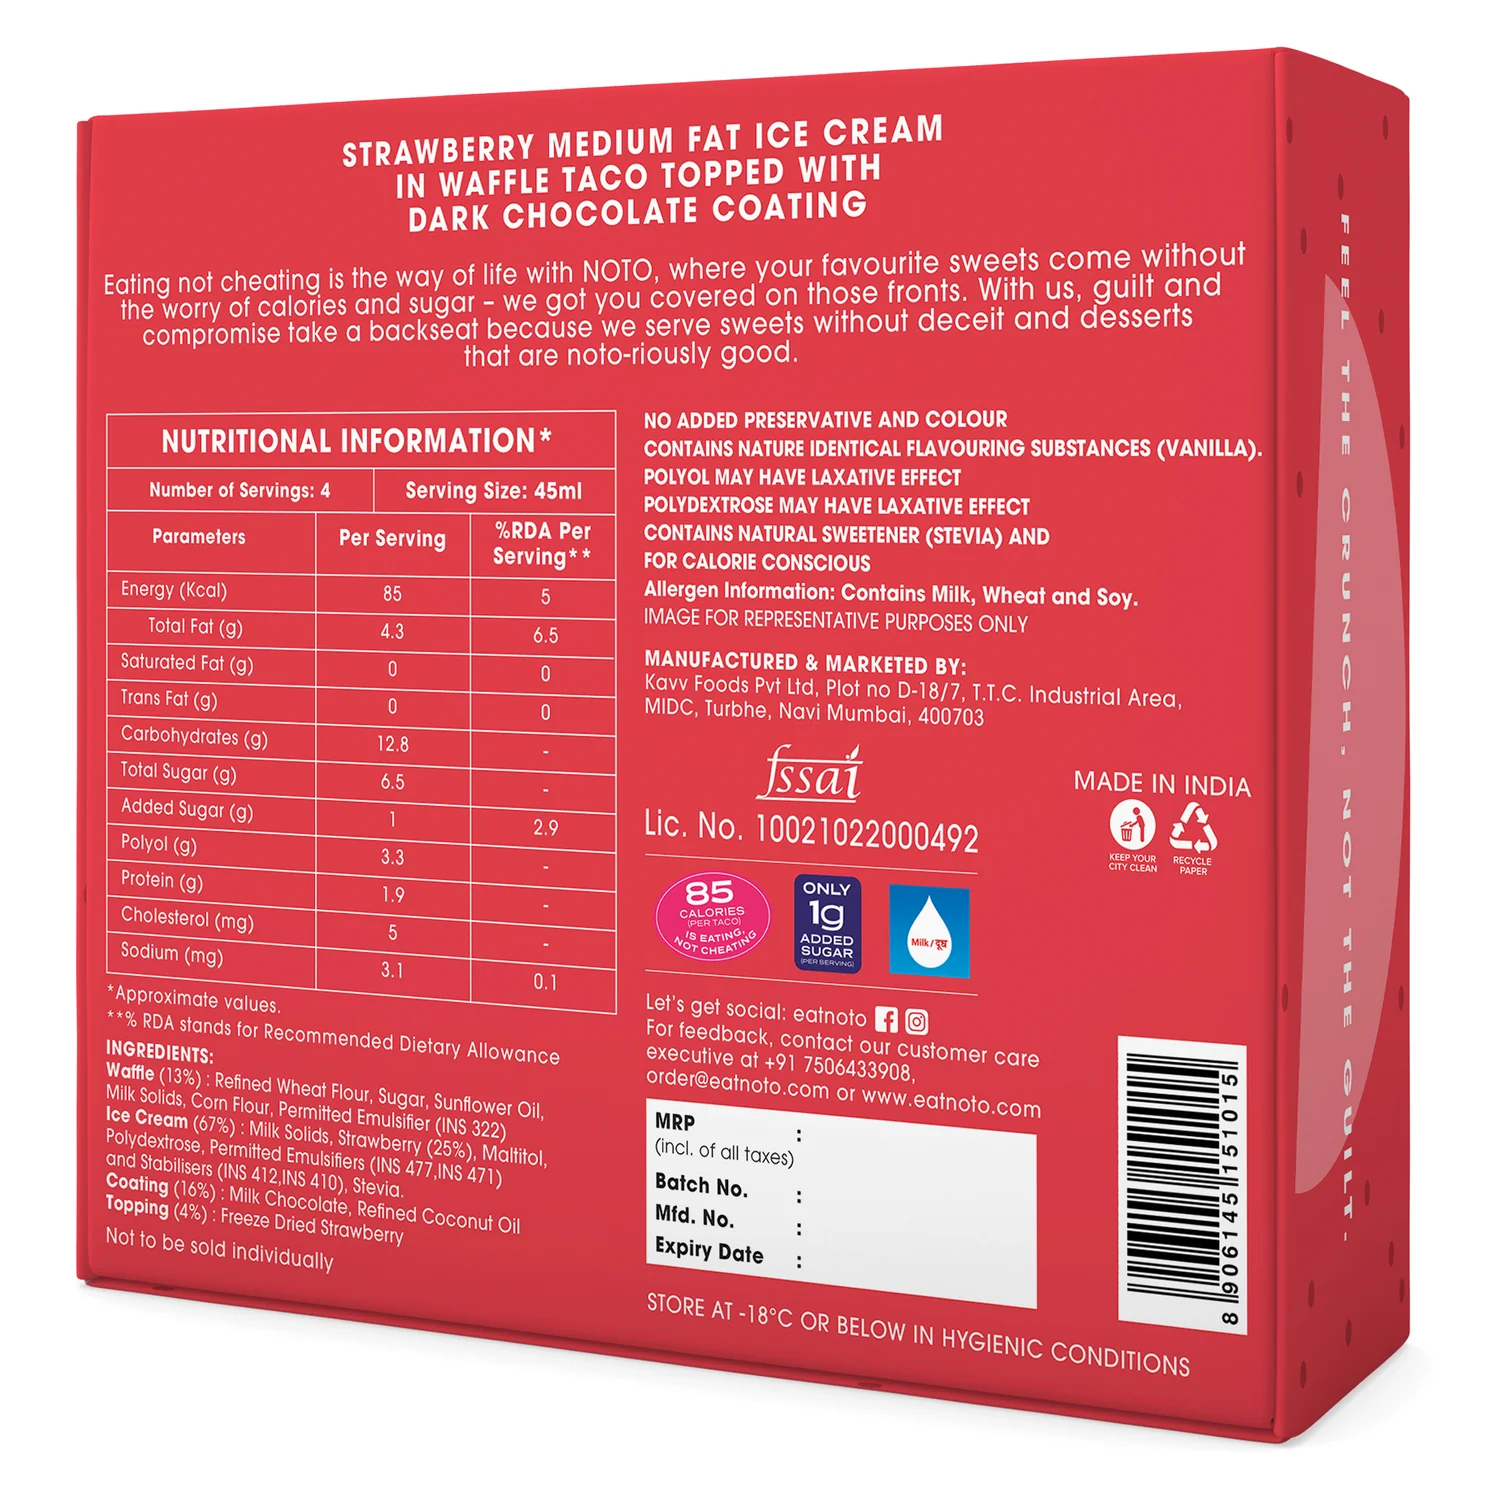 STRAWBERRY MEDIUM FAT ICE CREAM
IN WAFFLE TACO TOPPED WITH
DARK CHOCOLATE COATING
Eating not cheating is the way of life with NOTO, where your favourite sweets come without
the worry of calories and sugar – we got you covered on those fronts. With us, guilt and
compromise take a backseat because we serve sweets without deceit and desserts
that are noto-riously good.
NUTRITIONAL INFORMATION*
Number of Servings: 4 Serving Size: 45ml
Parameters Per Serving %RDA Per
Serving**
Energy (Kcal) 85 5
Total Fat (g) 4.3 6.5
Saturated Fat (g) 0 0
Trans Fat (g) 0 0
Carbohydrates (g) 12.8 -
Total Sugar (g) 6.5 -
Added Sugar (g) 1 2.9
Polyol (g) 3.3 -
Protein (g) 1.9 -
Cholesterol (mg) 5 -
Sodium (mg) 3.1 0.1
*Approximate values.
**% RDA stands for Recommended Dietary Allowance
INGREDIENTS:
Waffle (13%) : Refined Wheat Flour, Sugar, Sunflower Oil,
Milk Solids, Corn Flour, Permitted Emulsifier (INS 322)
Ice Cream (67%) : Milk Solids, Strawberry (25%), Maltitol,
Polydextrose, Permitted Emulsifiers (INS 477,INS 471)
and Stabilisers (INS 412,INS 410), Stevia.
Coating (16%) : Milk Chocolate, Refined Coconut Oil
Topping (4%) : Freeze Dried Strawberry
Not to be sold individually
NO ADDED PRESERVATIVE AND COLOUR
CONTAINS NATURE IDENTICAL FLAVOURING SUBSTANCES (VANILLA).
POLYOL MAY HAVE LAXATIVE EFFECT
POLYDEXTROSE MAY HAVE LAXATIVE EFFECT
CONTAINS NATURAL SWEETENER (STEVIA) AND
FOR CALORIE CONSCIOUS
Allergen Information: Contains Milk, Wheat and Soy.
IMAGE FOR REPRESENTATIVE PURPOSES ONLY
MANUFACTURED & MARKETED BY:
Kavv Foods Pvt Ltd, Plot no D-18/7, T.T.C. Industrial Area,
MIDC, Turbhe, Navi Mumbai, 400703
fssai
Lic. No. 10021022000492
MADE IN INDIA
KEEP YOUR
CITY CLEAN
RECYCLE
PAPER
85
CALORIES
(PER TACO)
IS EATING,
NOT CHEATING
ONLY
1g
ADDED
SUGAR
(PER SERVING)
Milk / दूध
Let's get social: eatnoto
For feedback, contact our customer care
executive at +91 7506433908,
order@eatnoto.com or www.eatnoto.com
MRP :
(incl. of all taxes)
Batch No. :
Mfd. No. :
Expiry Date :
STORE AT -18°C OR BELOW IN HYGIENIC CONDITIONS
8 906145 151015
FEEL THE CRUNCH, NOT THE GUILT.